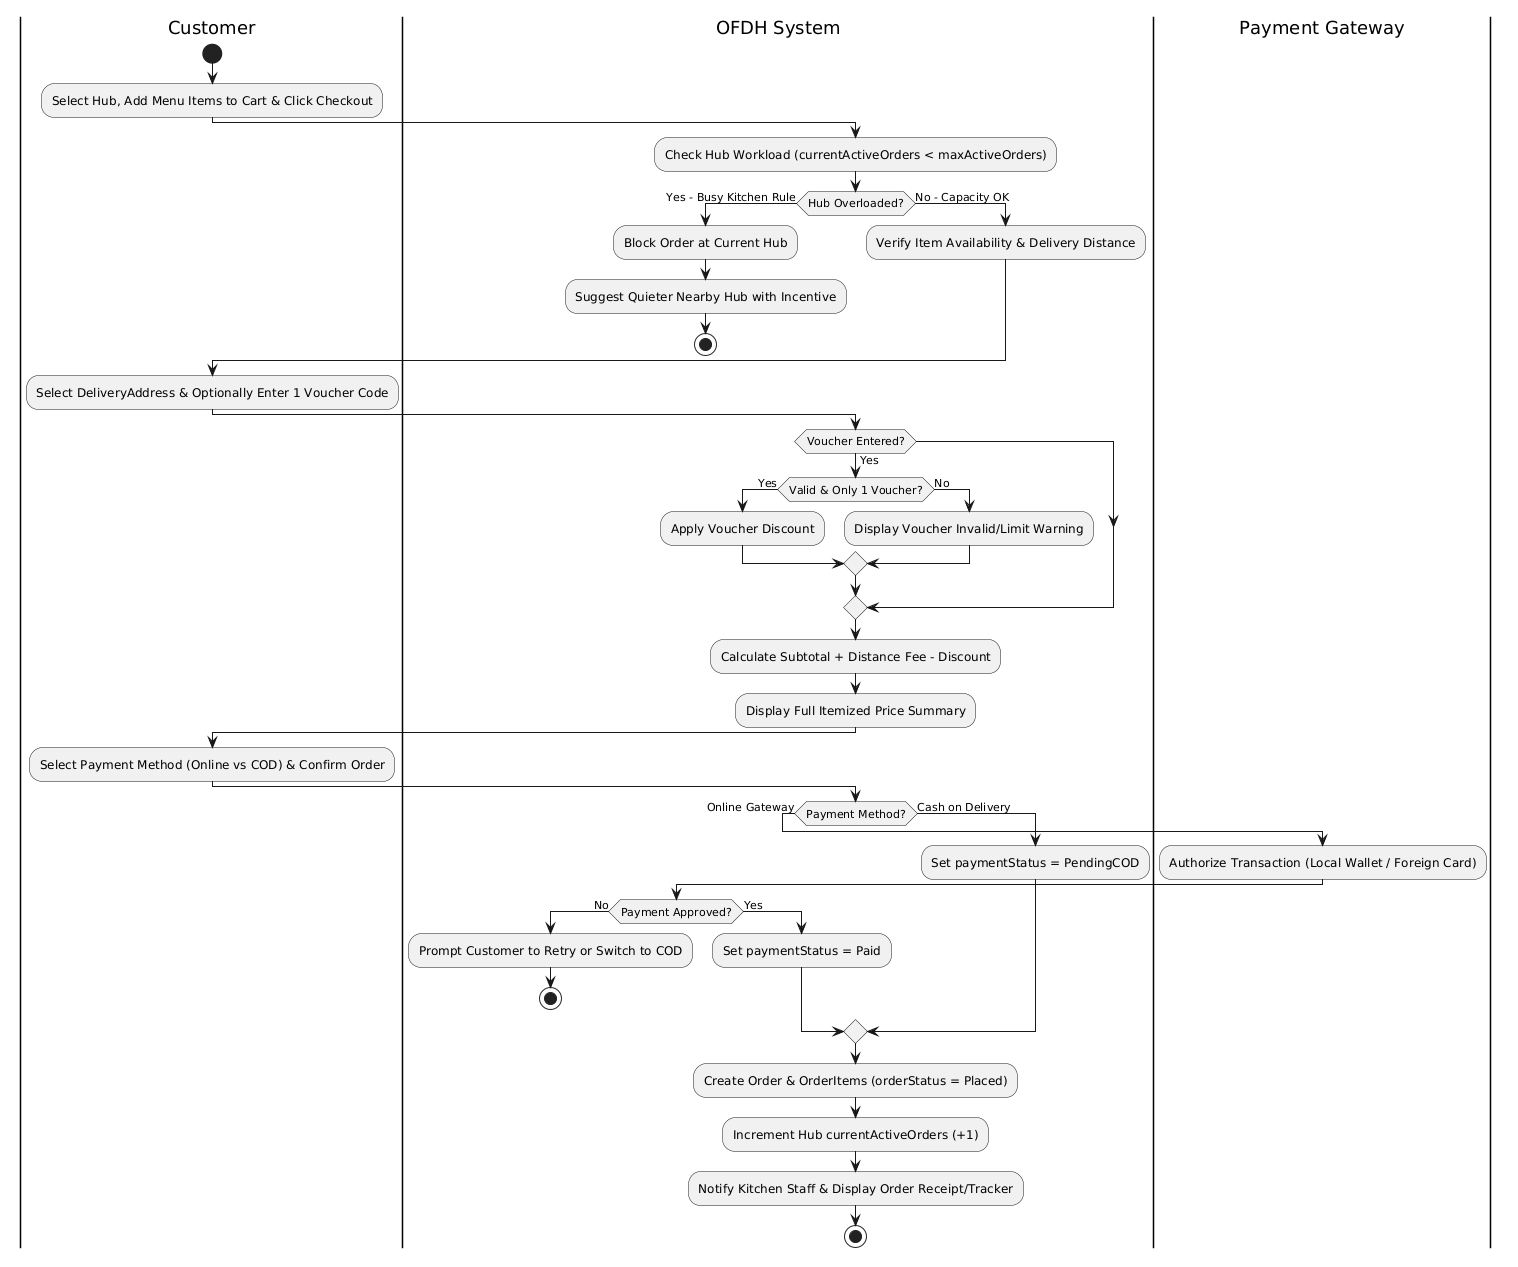 Customer
OFDH System
Payment Gateway
Select Hub, Add Menu Items to Cart & Click Checkout
Check Hub Workload (currentActiveOrders < maxActiveOrders)
Yes - Busy Kitchen Rule
Hub Overloaded?
No - Capacity OK
Block Order at Current Hub
Verify Item Availability & Delivery Distance
Suggest Quieter Nearby Hub with Incentive
Select DeliveryAddress & Optionally Enter 1 Voucher Code
Voucher Entered?
Yes
Yes
Valid & Only 1 Voucher?
No
Apply Voucher Discount
Display Voucher Invalid/Limit Warning
Calculate Subtotal + Distance Fee - Discount
Display Full Itemized Price Summary
Select Payment Method (Online vs COD) & Confirm Order
Online Gateway
Payment Method?
Cash on Delivery
Set paymentStatus = PendingCOD
Authorize Transaction (Local Wallet / Foreign Card)
No
Payment Approved?
Yes
Prompt Customer to Retry or Switch to COD
Set paymentStatus = Paid
Create Order & OrderItems (orderStatus = Placed)
Increment Hub currentActiveOrders (+1)
Notify Kitchen Staff & Display Order Receipt/Tracker